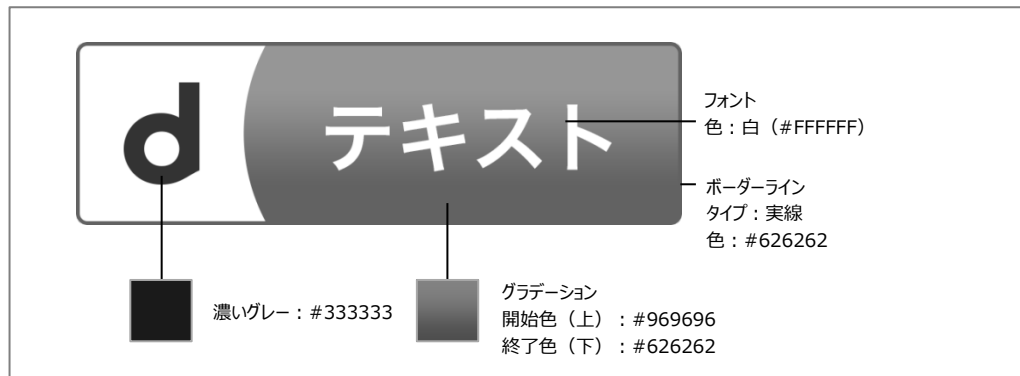 d テキスト
フォント
色：白（#FFFFFF）
ボーダーライン
タイプ：実線
色：#626262
濃いグレー：#333333
グラデーション
開始色（上）：#969696
終了色（下）：#626262